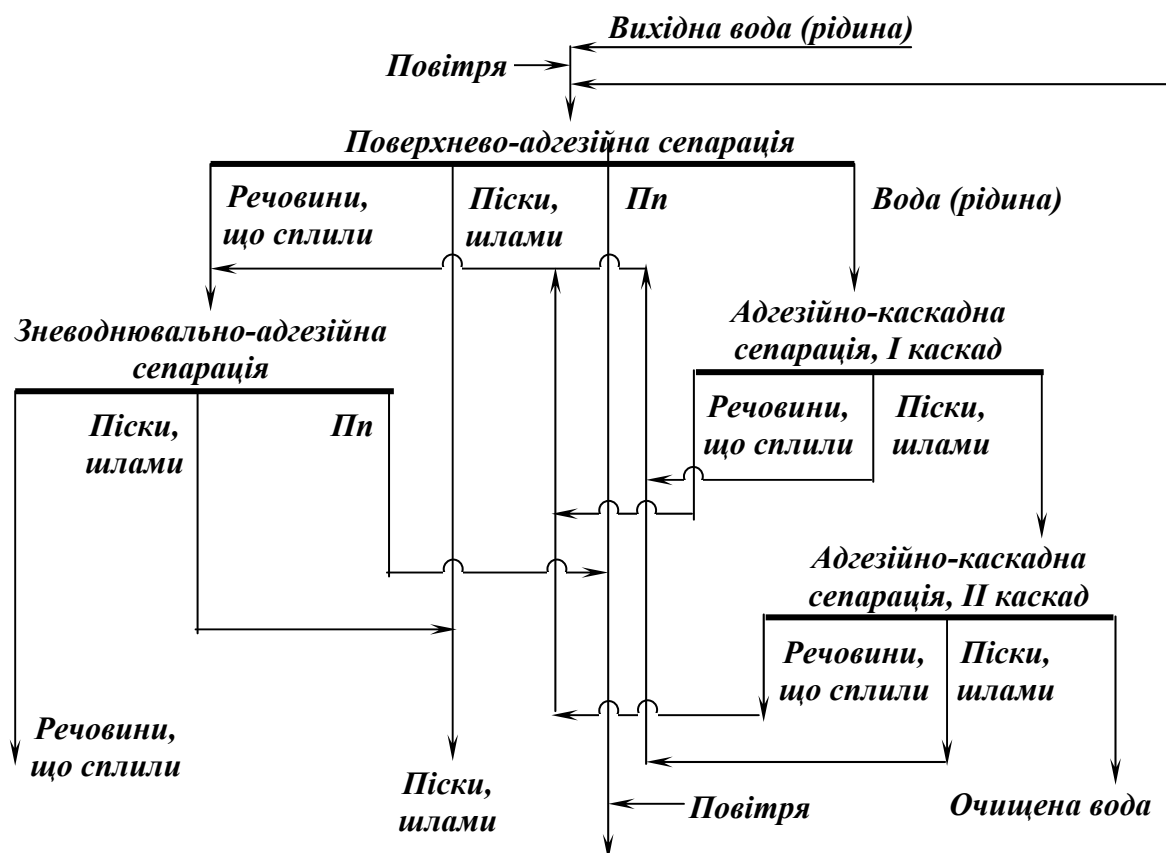 Вихідна вода (рідина)
Повітря
Поверхнево-адгезійна сепарація
Речовини,
що сплили
Піски,
шлами
Пп
Вода (рідина)
Зневоднювально-адгезійна
сепарація
Адгезійно-каскадна
сепарація, I каскад
Піски,
шлами
Пп
Речовини,
що сплили
Піски,
шлами
Адгезійно-каскадна
сепарація, II каскад
Речовини,
що сплили
Піски,
шлами
Речовини,
що сплили
Піски,
шлами
Повітря
Очищена вода